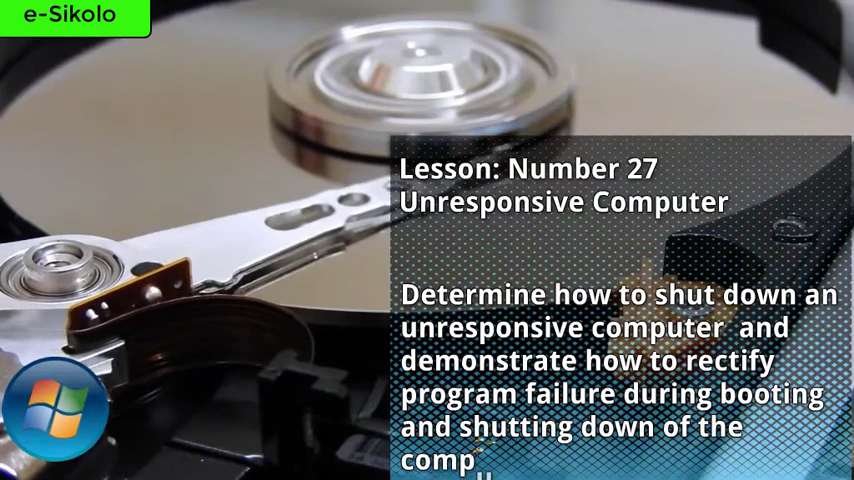 e-Sikolo
Lesson: Number 27
Unresponsive Computer
Determine how to shut down an
unresponsive computer and
demonstrate how to rectify
program failure during booting
and shutting down of the
comp